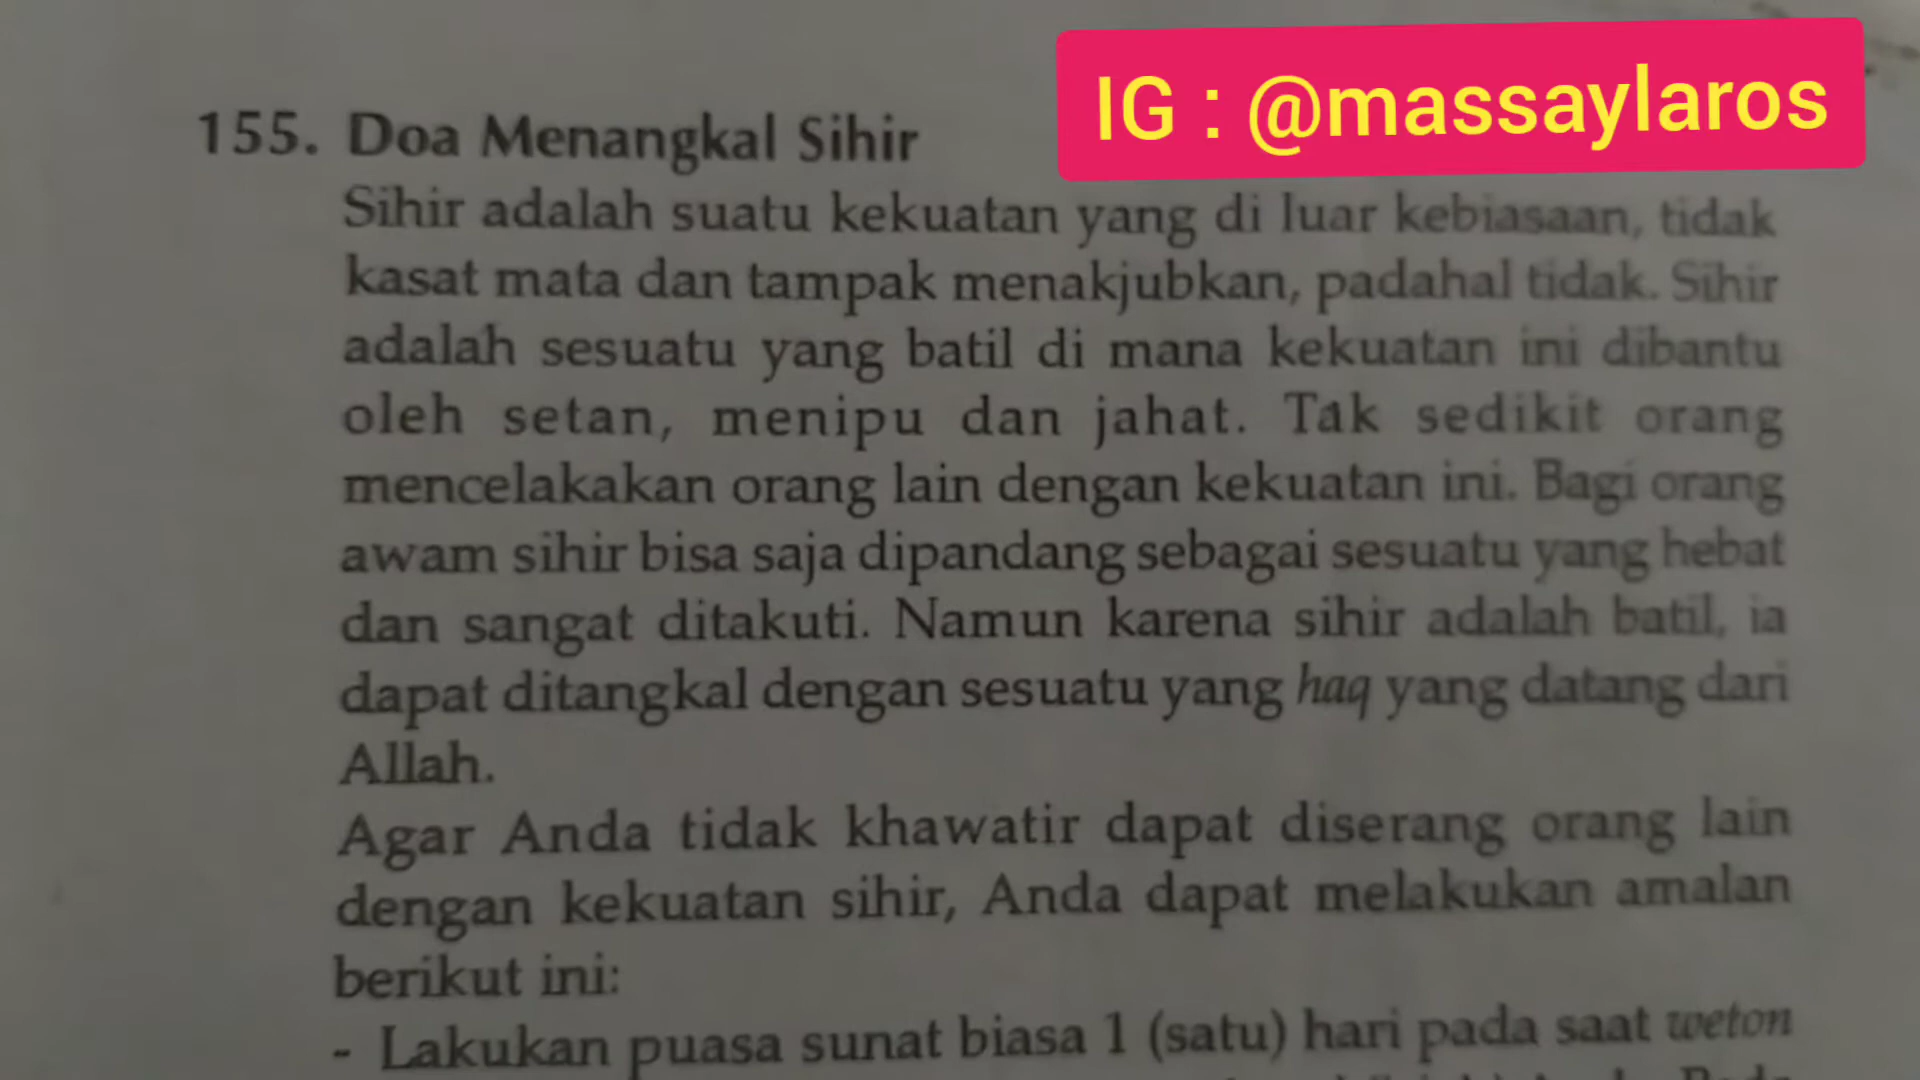 IG : @massaylaros
155. Doa Menangkal Sihir
Sihir adalah suatu kekuatan yang di luar kebiasaan, tidak
kasat mata dan tampak menakjubkan, padahal tidak. Sihir
adalah sesuatu yang batil di mana kekuatan ini dibantu
oleh setan, menipu dan jahat. Tak sedikit orang
mencelakakan orang lain dengan kekuatan ini. Bagi orang
awam sihir bisa saja dipandang sebagai sesuatu yang hebat
dan sangat ditakuti. Namun karena sihir adalah batil, ia
dapat ditangkal dengan sesuatu yang haq yang datang dari
Allah.
Agar Anda tidak khawatir dapat diserang orang lain
dengan kekuatan sihir, Anda dapat melakukan amalan
berikut ini:
- Lakukan puasa sunat biasa 1 (satu) hari pada saat weton